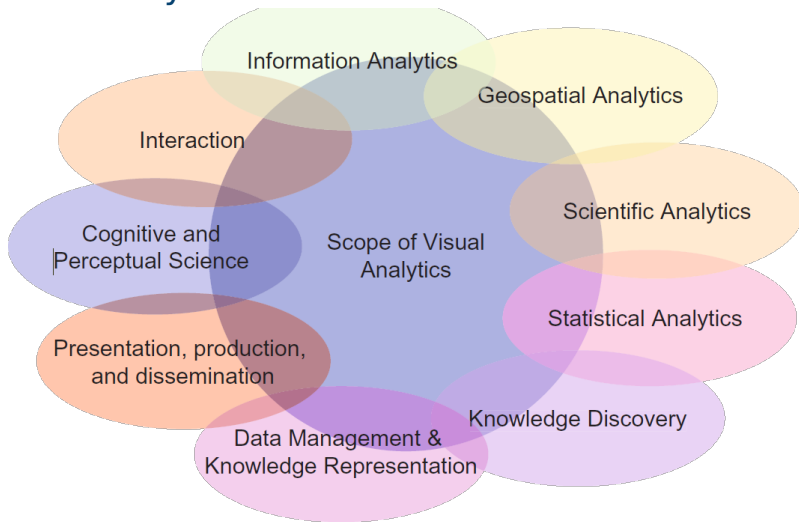 Information Analytics
Geospatial Analytics
Interaction
Scientific Analytics
Cognitive and
Perceptual Science
Scope of Visual
Analytics
Statistical Analytics
Presentation, production,
and dissemination
Knowledge Discovery
Data Management &
Knowledge Representation